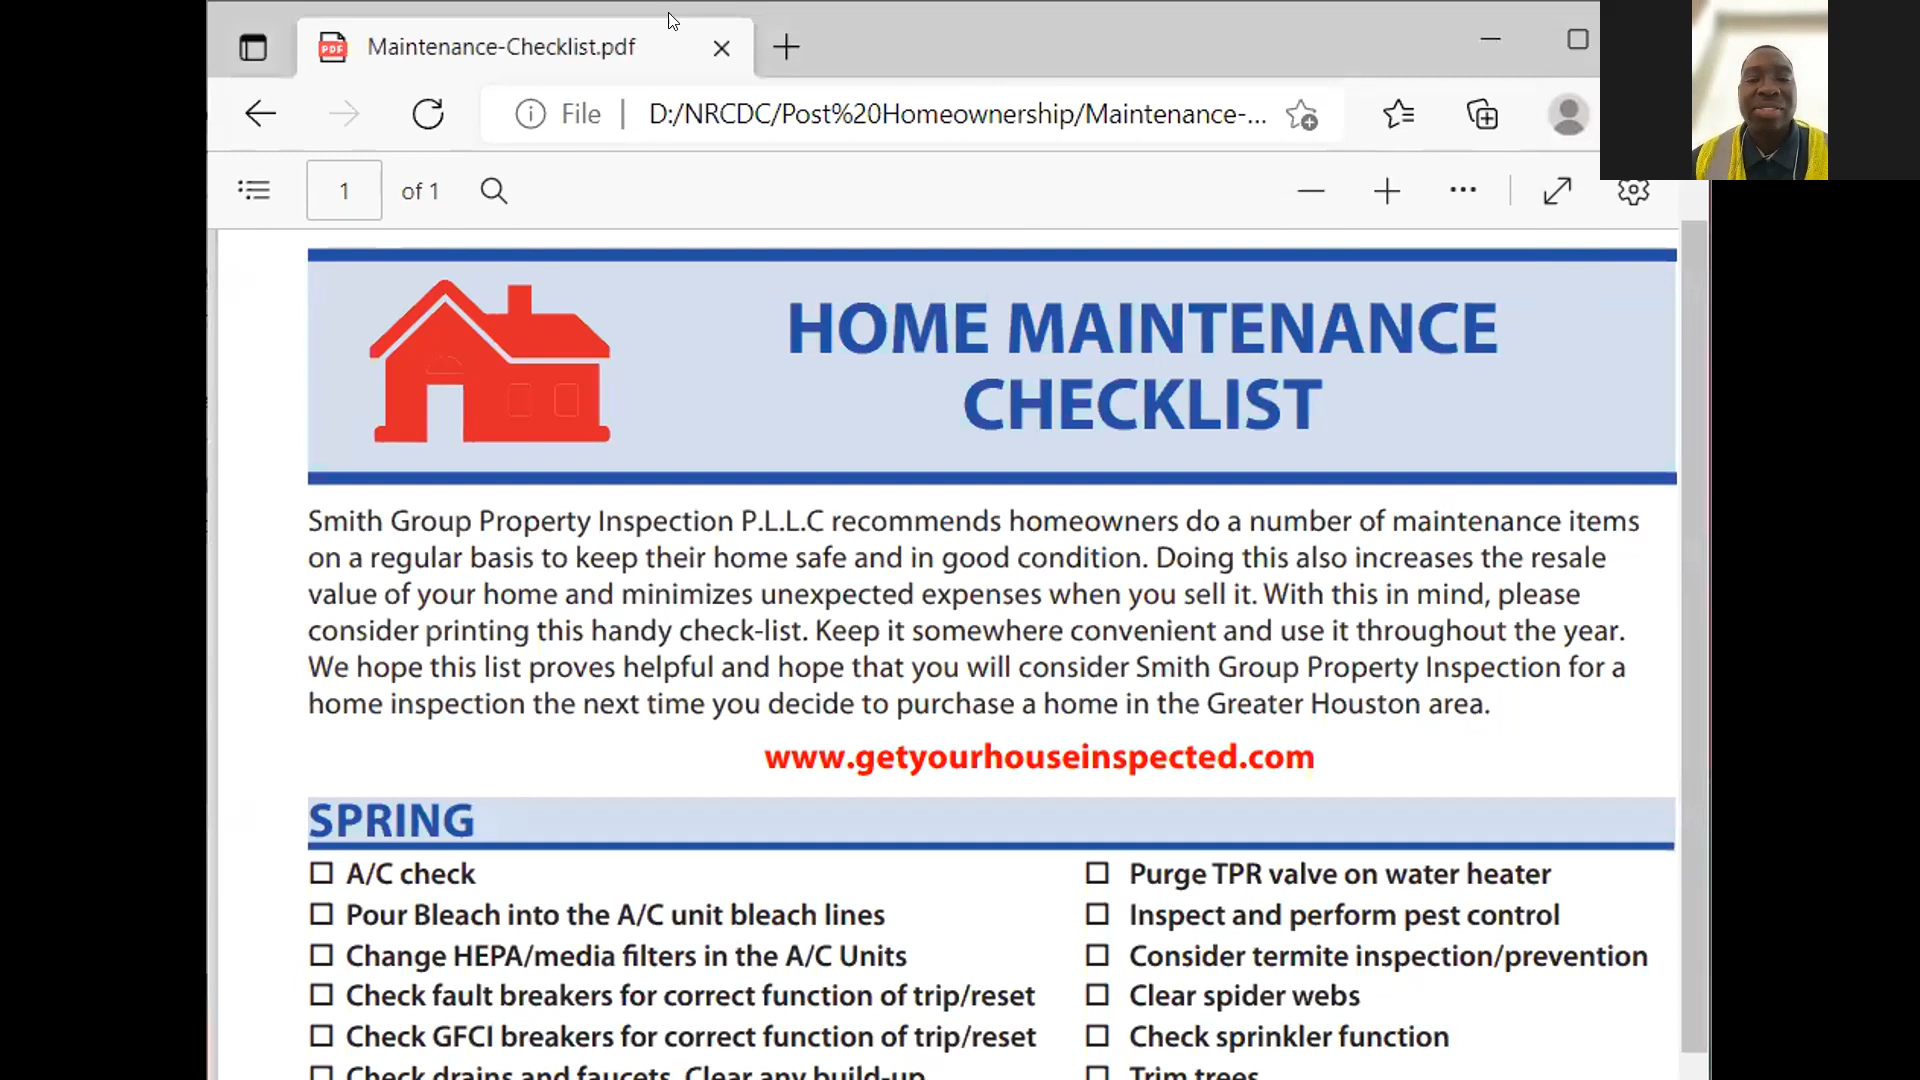 Maintenance-Checklist.pdf
File | D:/NRCDC/Post%20Homeownership/Maintenance-...
1 of 1
HOME MAINTENANCE
CHECKLIST
Smith Group Property Inspection P.L.L.C recommends homeowners do a number of maintenance items
on a regular basis to keep their home safe and in good condition. Doing this also increases the resale
value of your home and minimizes unexpected expenses when you sell it. With this in mind, please
consider printing this handy check-list. Keep it somewhere convenient and use it throughout the year.
We hope this list proves helpful and hope that you will consider Smith Group Property Inspection for a
home inspection the next time you decide to purchase a home in the Greater Houston area.
www.getyourhouseinspected.com
SPRING
A/C check
Pour Bleach into the A/C unit bleach lines
Change HEPA/media filters in the A/C Units
Check fault breakers for correct function of trip/reset
Check GFCI breakers for correct function of trip/reset
Check drains and faucets. Clear any build-up
Purge TPR valve on water heater
Inspect and perform pest control
Consider termite inspection/prevention
Clear spider webs
Check sprinkler function
Trim trees